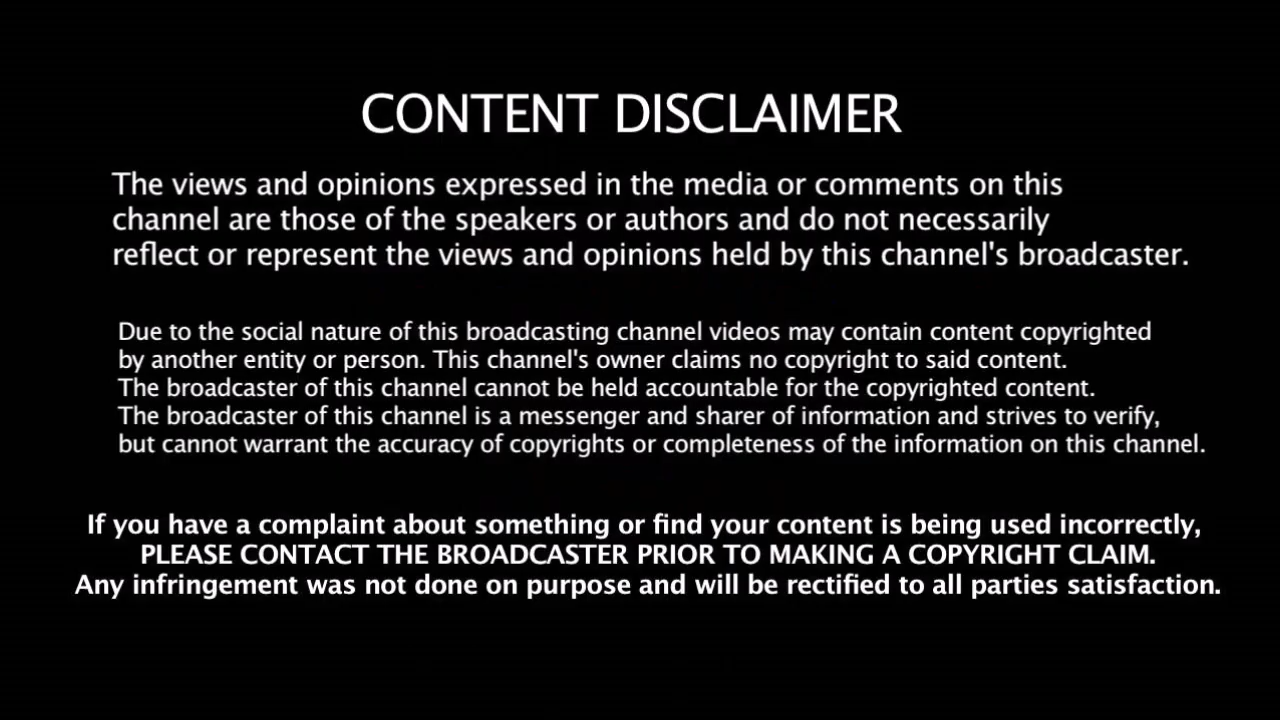 CONTENT DISCLAIMER
The views and opinions expressed in the media or comments on this
channel are those of the speakers or authors and do not necessarily
reflect or represent the views and opinions held by this channel's broadcaster.
Due to the social nature of this broadcasting channel videos may contain content copyrighted
by another entity or person. This channel's owner claims no copyright to said content.
The broadcaster of this channel cannot be held accountable for the copyrighted content.
The broadcaster of this channel is a messenger and sharer of information and strives to verify,
but cannot warrant the accuracy of copyrights or completeness of the information on this channel.
If you have a complaint about something or find your content is being used incorrectly,
PLEASE CONTACT THE BROADCASTER PRIOR TO MAKING A COPYRIGHT CLAIM.
Any infringement was not done on purpose and will be rectified to all parties satisfaction.